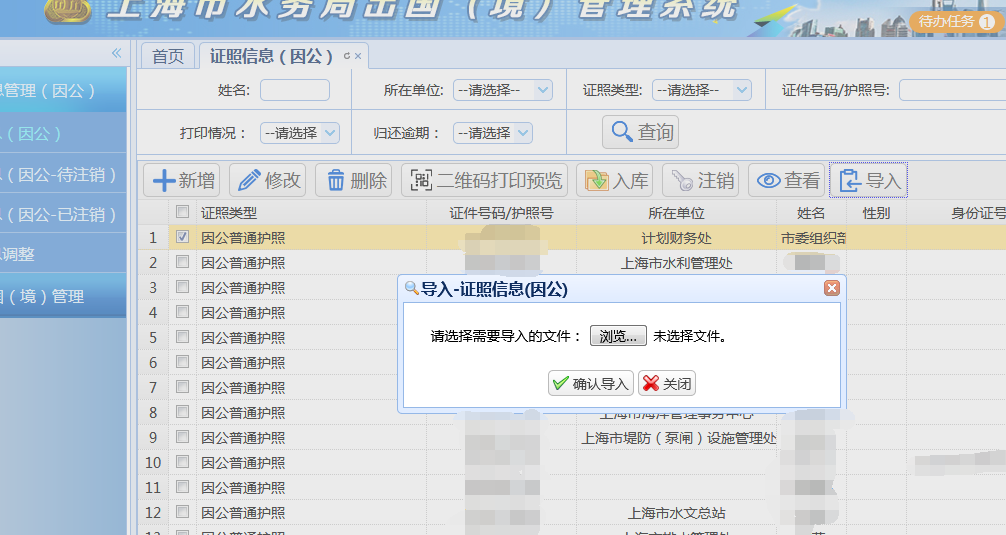 上海市水务局出国（境）管理系统
待办任务 1
首页 证照信息（因公）
管理（因公）
（因公）
（因公-待注销）
（因公-已注销）
调整
（境）管理
姓名: 所在单位: --请选择-- 证照类型: --请选择-- 证件号码/护照号:
打印情况： --请选择 归还逾期： --请选择 查询
新增 修改 删除 二维码打印预览 入库 注销 查看 导入
证照类型 证件号码/护照号 所在单位 姓名 性别 身份证号
1 因公普通护照 计划财务处 市委组织部
2 因公普通护照 上海市水利管理处
3 因公普通护照
4 因公普通护照
5 因公普通护照
6 因公普通护照
7 因公普通护照
8 因公普通护照 上海市海洋管理事务中心
9 因公普通护照 上海市堤防（泵闸）设施管理处
10 因公普通护照
11 因公普通护照
12 因公普通护照 上海市水文总站
因公普通护照
导入-证照信息(因公)
请选择需要导入的文件： 浏览... 未选择文件。
确认导入 关闭